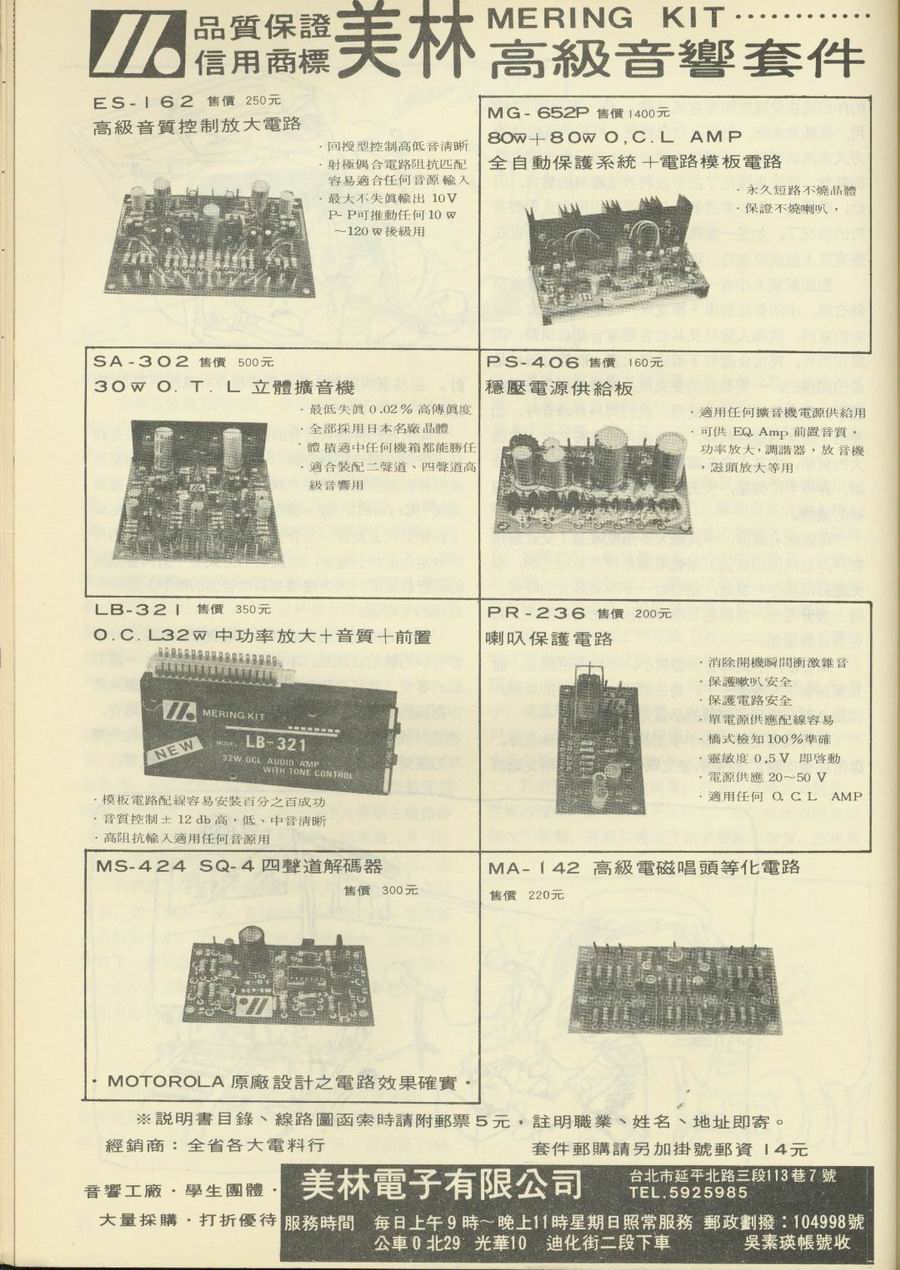 品質保證
信用商標
美林
MERING KIT
高級音響套件
ES-162 售價 250元
高級音質控制放大電路
·回授型控制高低音清晰
·射極偶合電路阻抗匹配
容易適合任何音源輸入
·最大不失眞輸出 10V
P-P可推動任何10w
～120w後級用
MG-652P 售價1400元
80w+80w O,C.L AMP
全自動保護系統+電路模板電路
·永久短路不燒晶體
·保證不燒喇叭，
SA-302 售價 500元
30w O.T.L 立體擴音機
·最低失眞0.02%高傳眞度
·全部採用日本名廠晶體
·體積適中任何機箱都能勝任
·適合裝配二聲道、四聲道高
級音響用
PS-406 售價 160元
穩壓電源供給板
·適用任何擴音機電源供給用
·可供 EQ. Amp 前置音質，
功率放大，調諧器，放音機
，磁頭放大等用
LB-321 售價 350元
O.C.L32w中功率放大+音質+前置
MERING KIT
NEW
MODEL LB-321
32W OCL AUDIO AMP
WITH TONE CONTROL
·模板電路配線容易安裝百分之百成功
·音質控制±12 db高，低、中音清晰
·高阻抗輸入適用任何音源用
PR-236 售價 200元
喇叭保護電路
·消除開機瞬間衝激雜音
·保護嗽叭安全
·保護電路安全
·單電源供應配線容易
·橋式檢知100%準確
·靈敏度 0,5V 即啓動
·電源供應 20～50 V
·適用任何 O.C.L AMP
MS-424 SQ-4四聲道解碼器
售價 300元
·MOTOROLA原廠設計之電路效果確實·
MA-142 高級電磁唱頭等化電路
售價 220元
※説明書目錄、線路圖函索時請附郵票5元，註明職業、姓名、地址即寄。
經銷商：全省各大電料行
套件郵購請另加掛號郵資 14元
音響工廠·學生團體·
大量採購·打折優待
美林電子有限公司
台北市延平北路三段113巷7號
TEL.5925985
服務時間 每日上午9時～晚上11時星期日照常服務 郵政劃撥：104998號
公車0北29 光華10 迪化街二段下車 吳素瑛帳號收